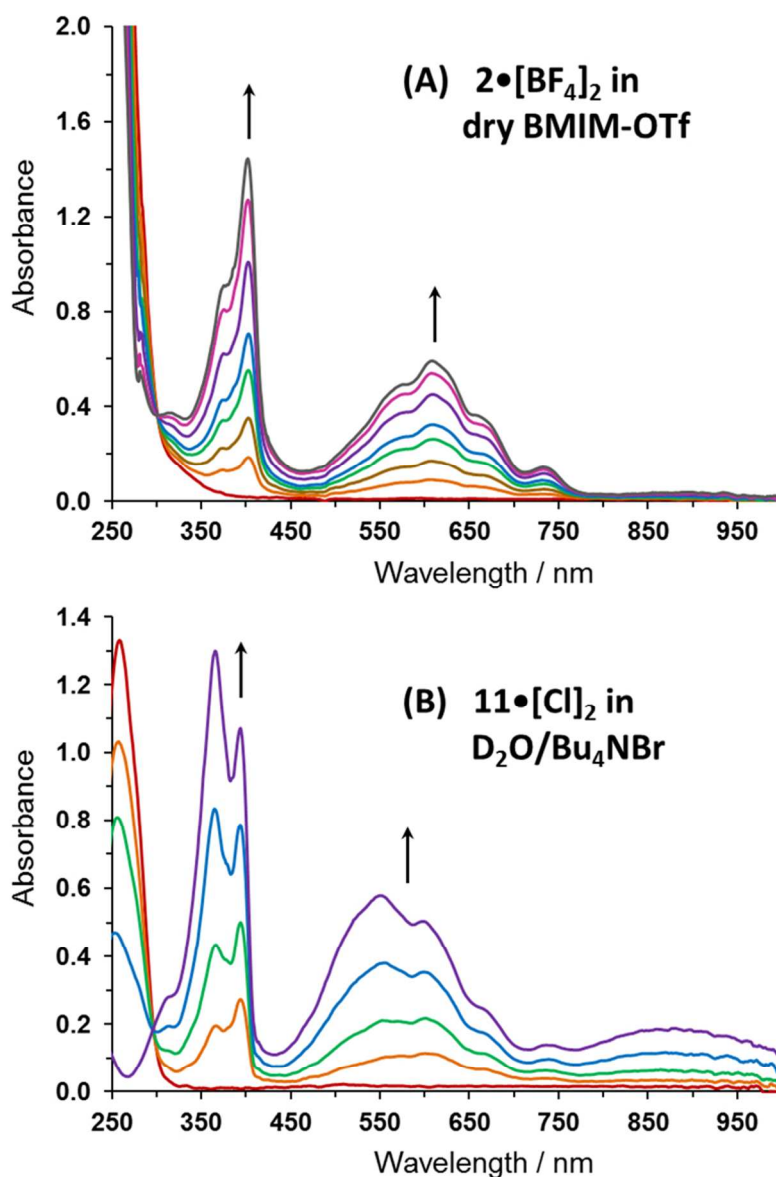 2.0
(A) 2•[BF₄]₂ in
dry BMIM-OTf
1.6
1.2
Absorbance
0.8
0.4
0.0
250 350 450 550 650 750 850 950
Wavelength / nm
1.4
1.2
(B) 11•[Cl]₂ in
D₂O/Bu₄NBr
1.0
0.8
Absorbance
0.6
0.4
0.2
0.0
250 350 450 550 650 750 850 950
Wavelength / nm